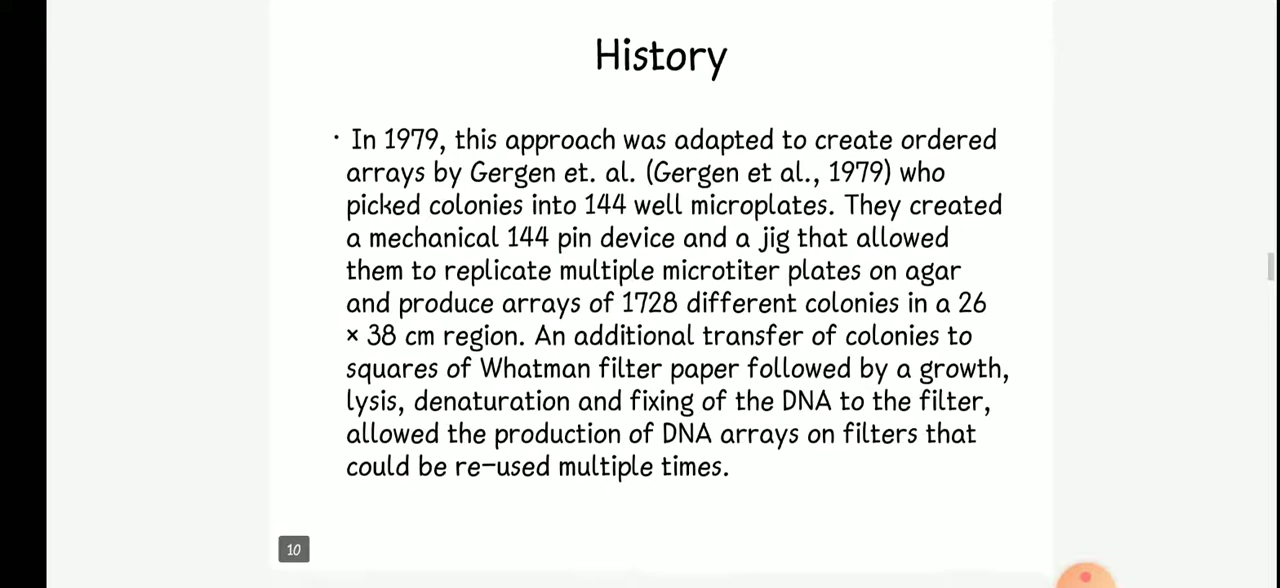 History
· In 1979, this approach was adapted to create ordered
arrays by Gergen et. al. (Gergen et al., 1979) who
picked colonies into 144 well microplates. They created
a mechanical 144 pin device and a jig that allowed
them to replicate multiple microtiter plates on agar
and produce arrays of 1728 different colonies in a 26
× 38 cm region. An additional transfer of colonies to
squares of Whatman filter paper followed by a growth,
lysis, denaturation and fixing of the DNA to the filter,
allowed the production of DNA arrays on filters that
could be re-used multiple times.
10